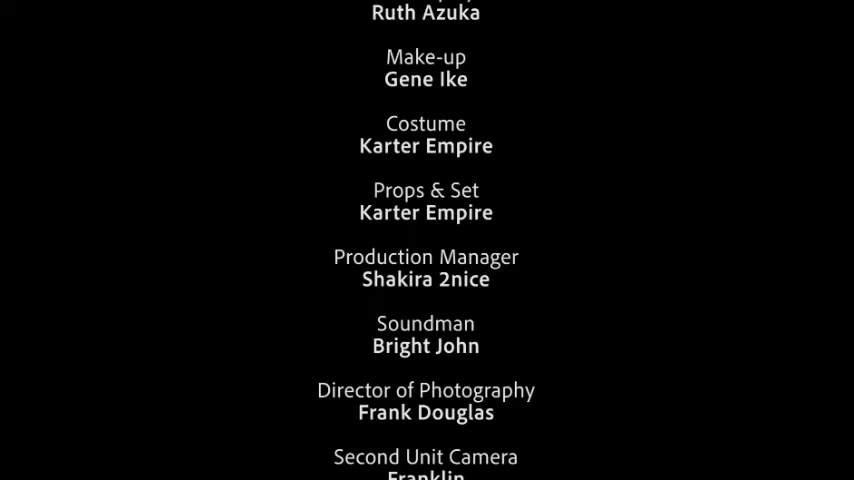 Ruth Azuka
Make-up
Gene Ike
Costume
Karter Empire
Props & Set
Karter Empire
Production Manager
Shakira 2nice
Soundman
Bright John
Director of Photography
Frank Douglas
Second Unit Camera
Franklin